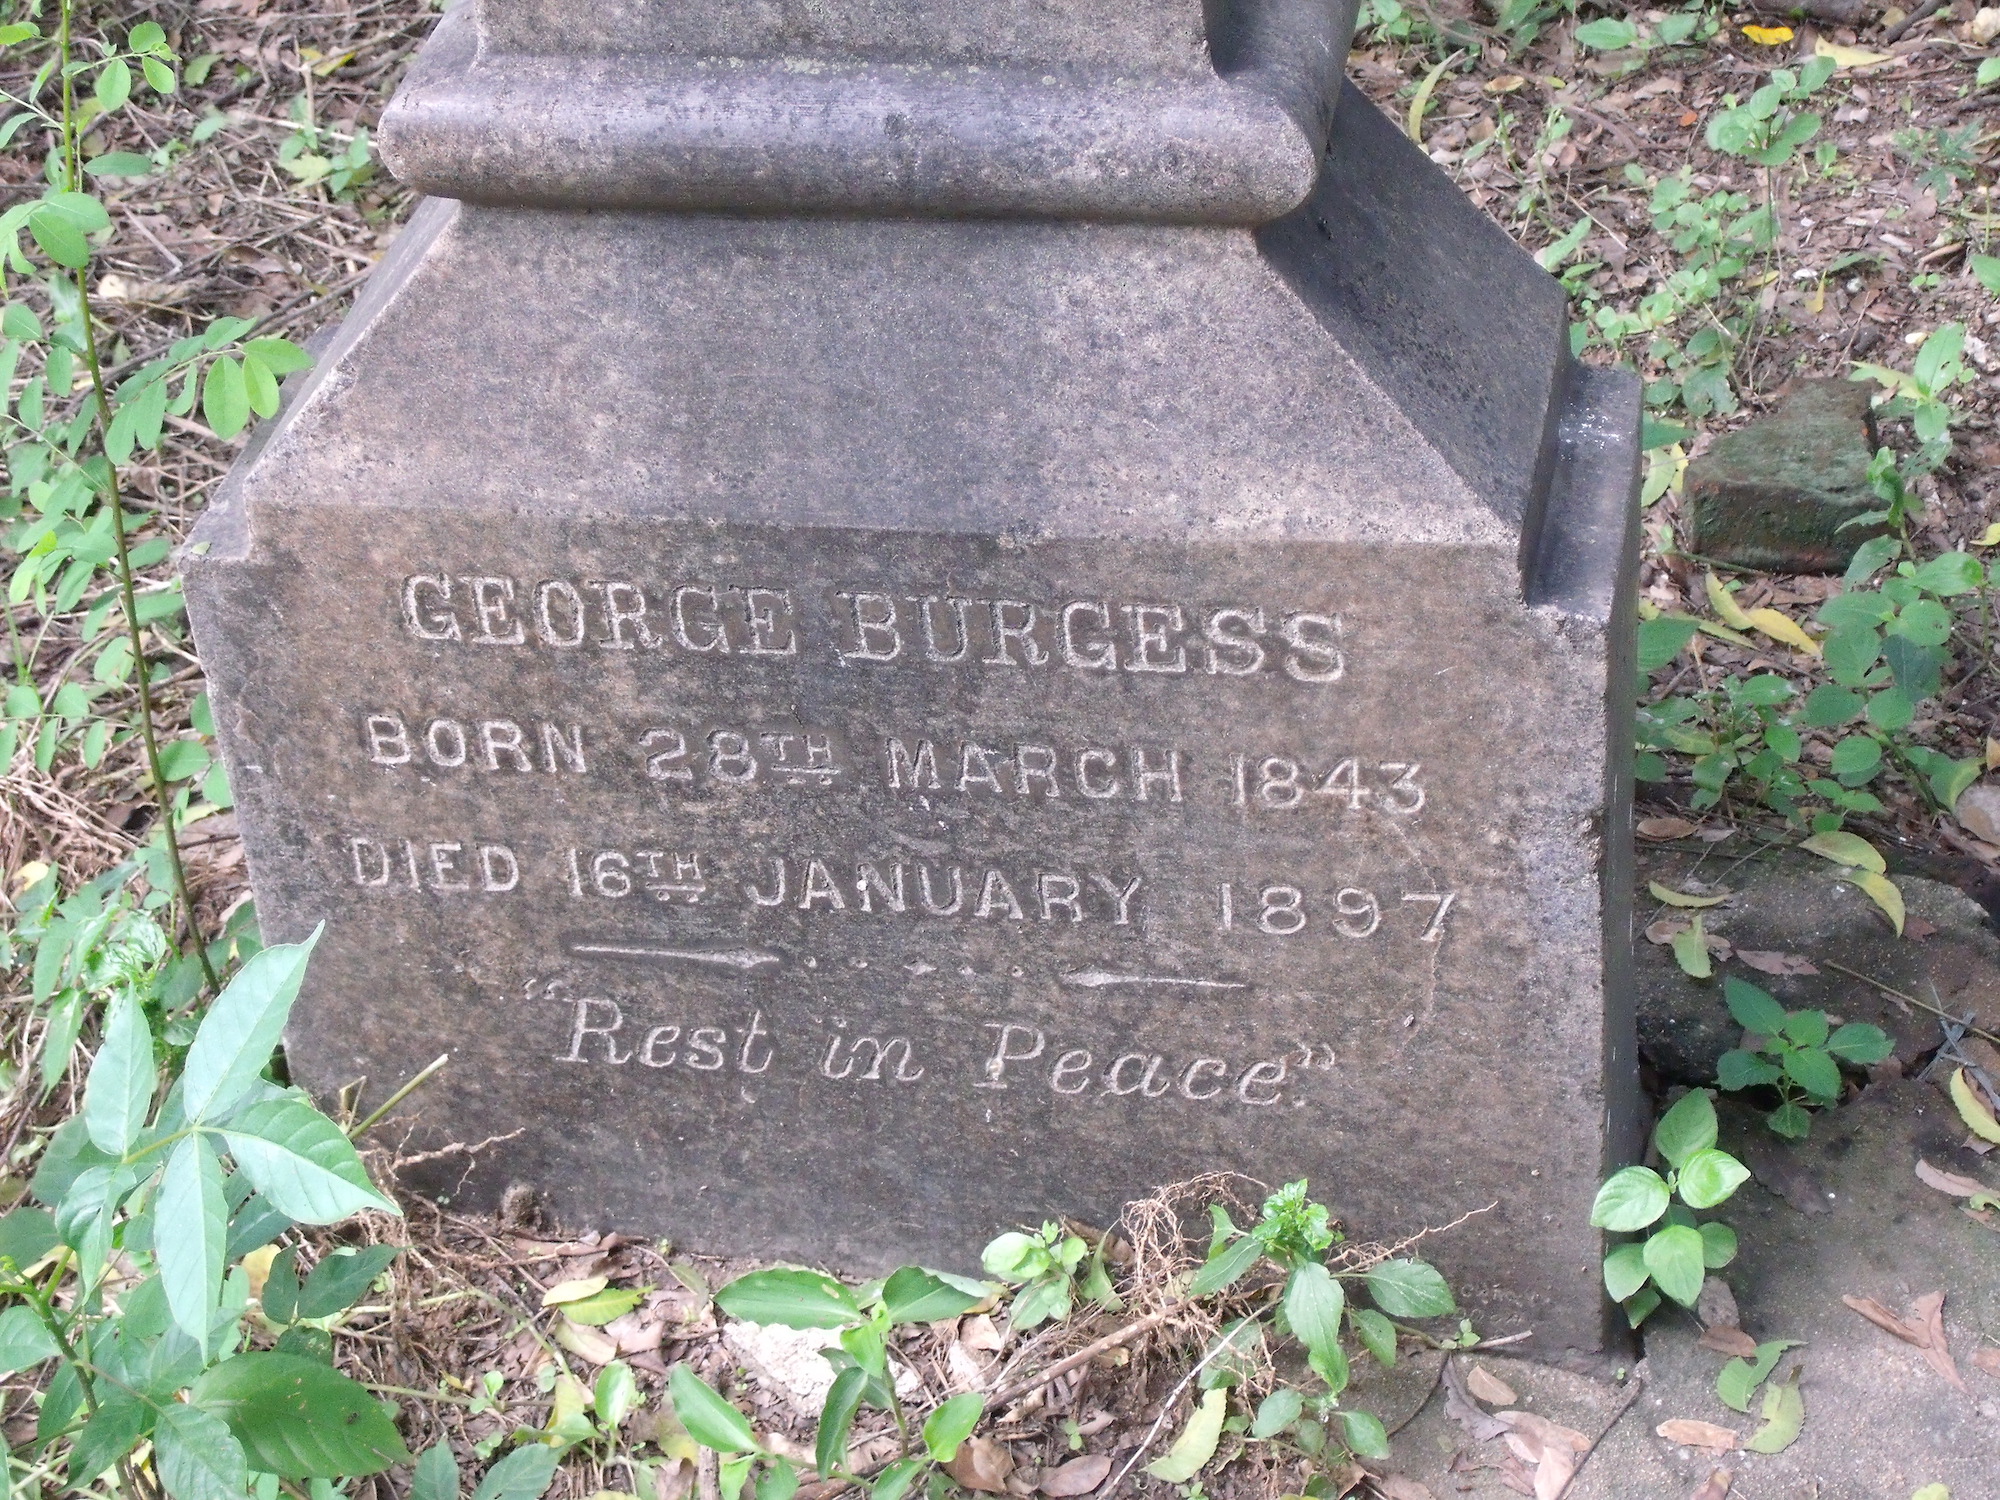 GEORGE BURGESS
BORN 28TH MARCH 1843
DIED 16TH JANUARY 1897
"Rest in Peace".